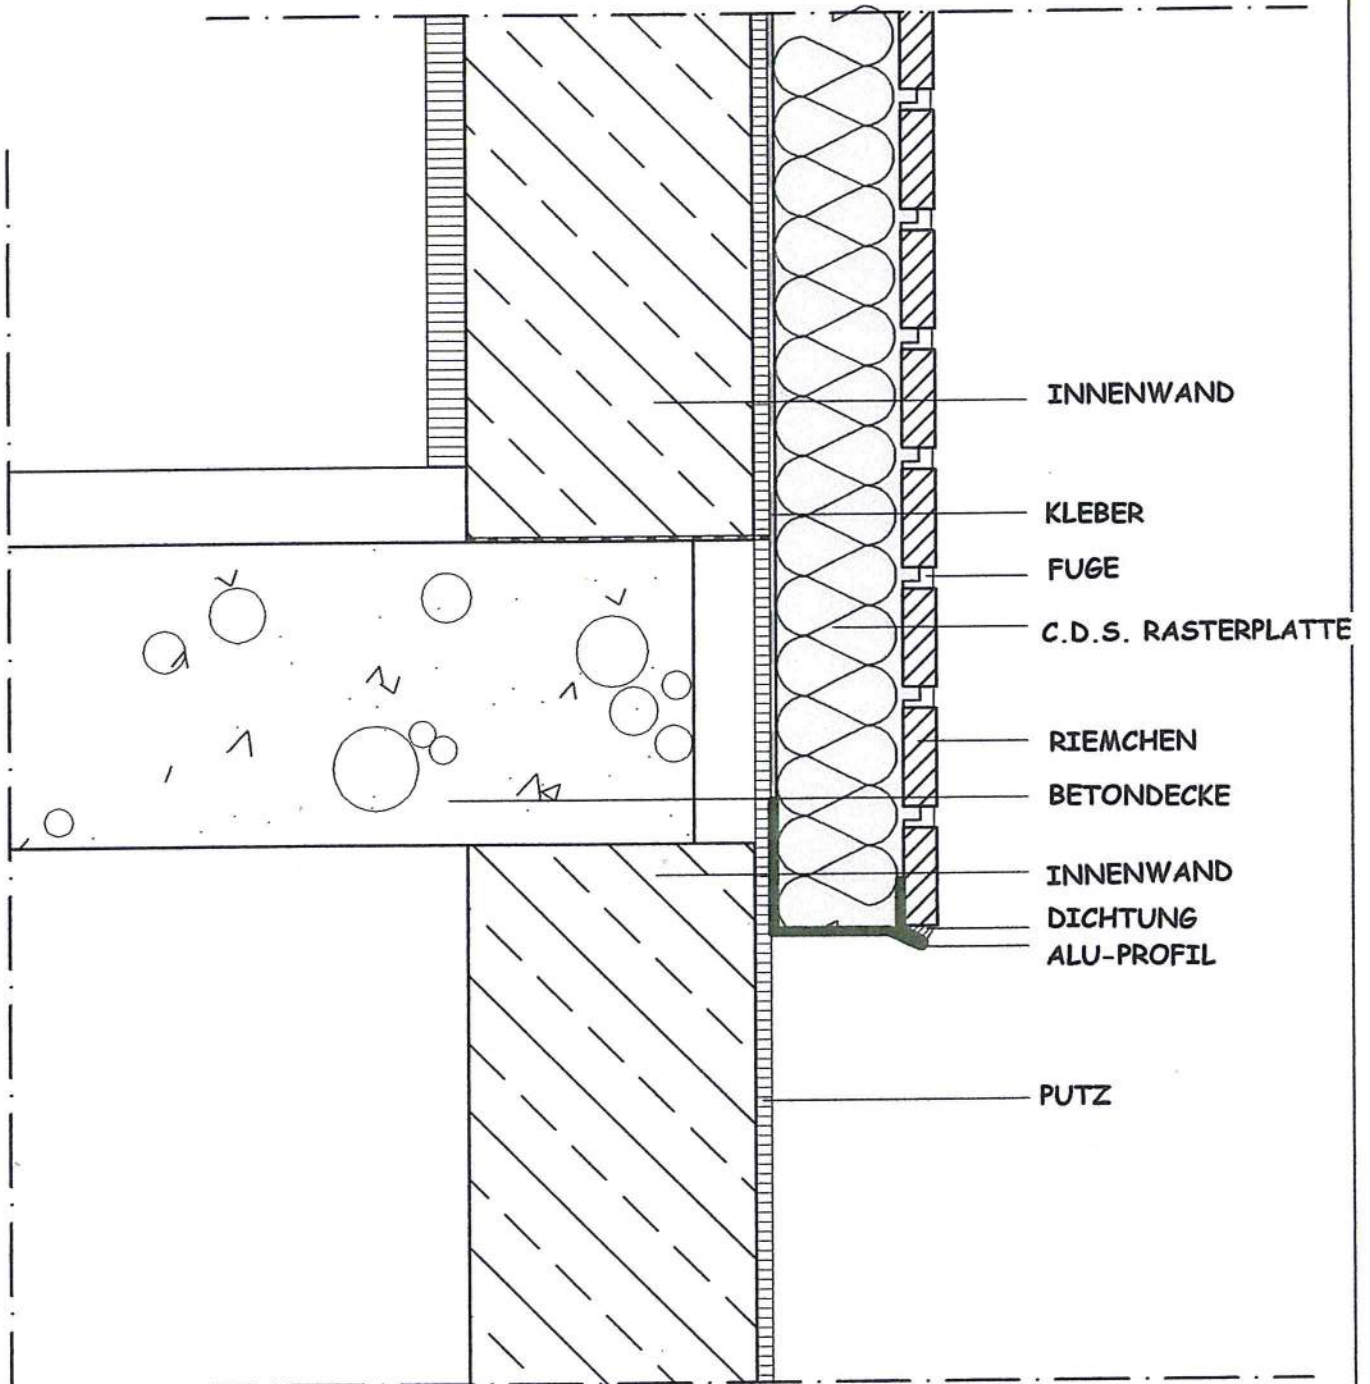 INNENWAND
KLEBER
FUGE
C.D.S. RASTERPLATTE
RIEMCHEN
BETONDECKE
INNENWAND
DICHTUNG
ALU-PROFIL
PUTZ